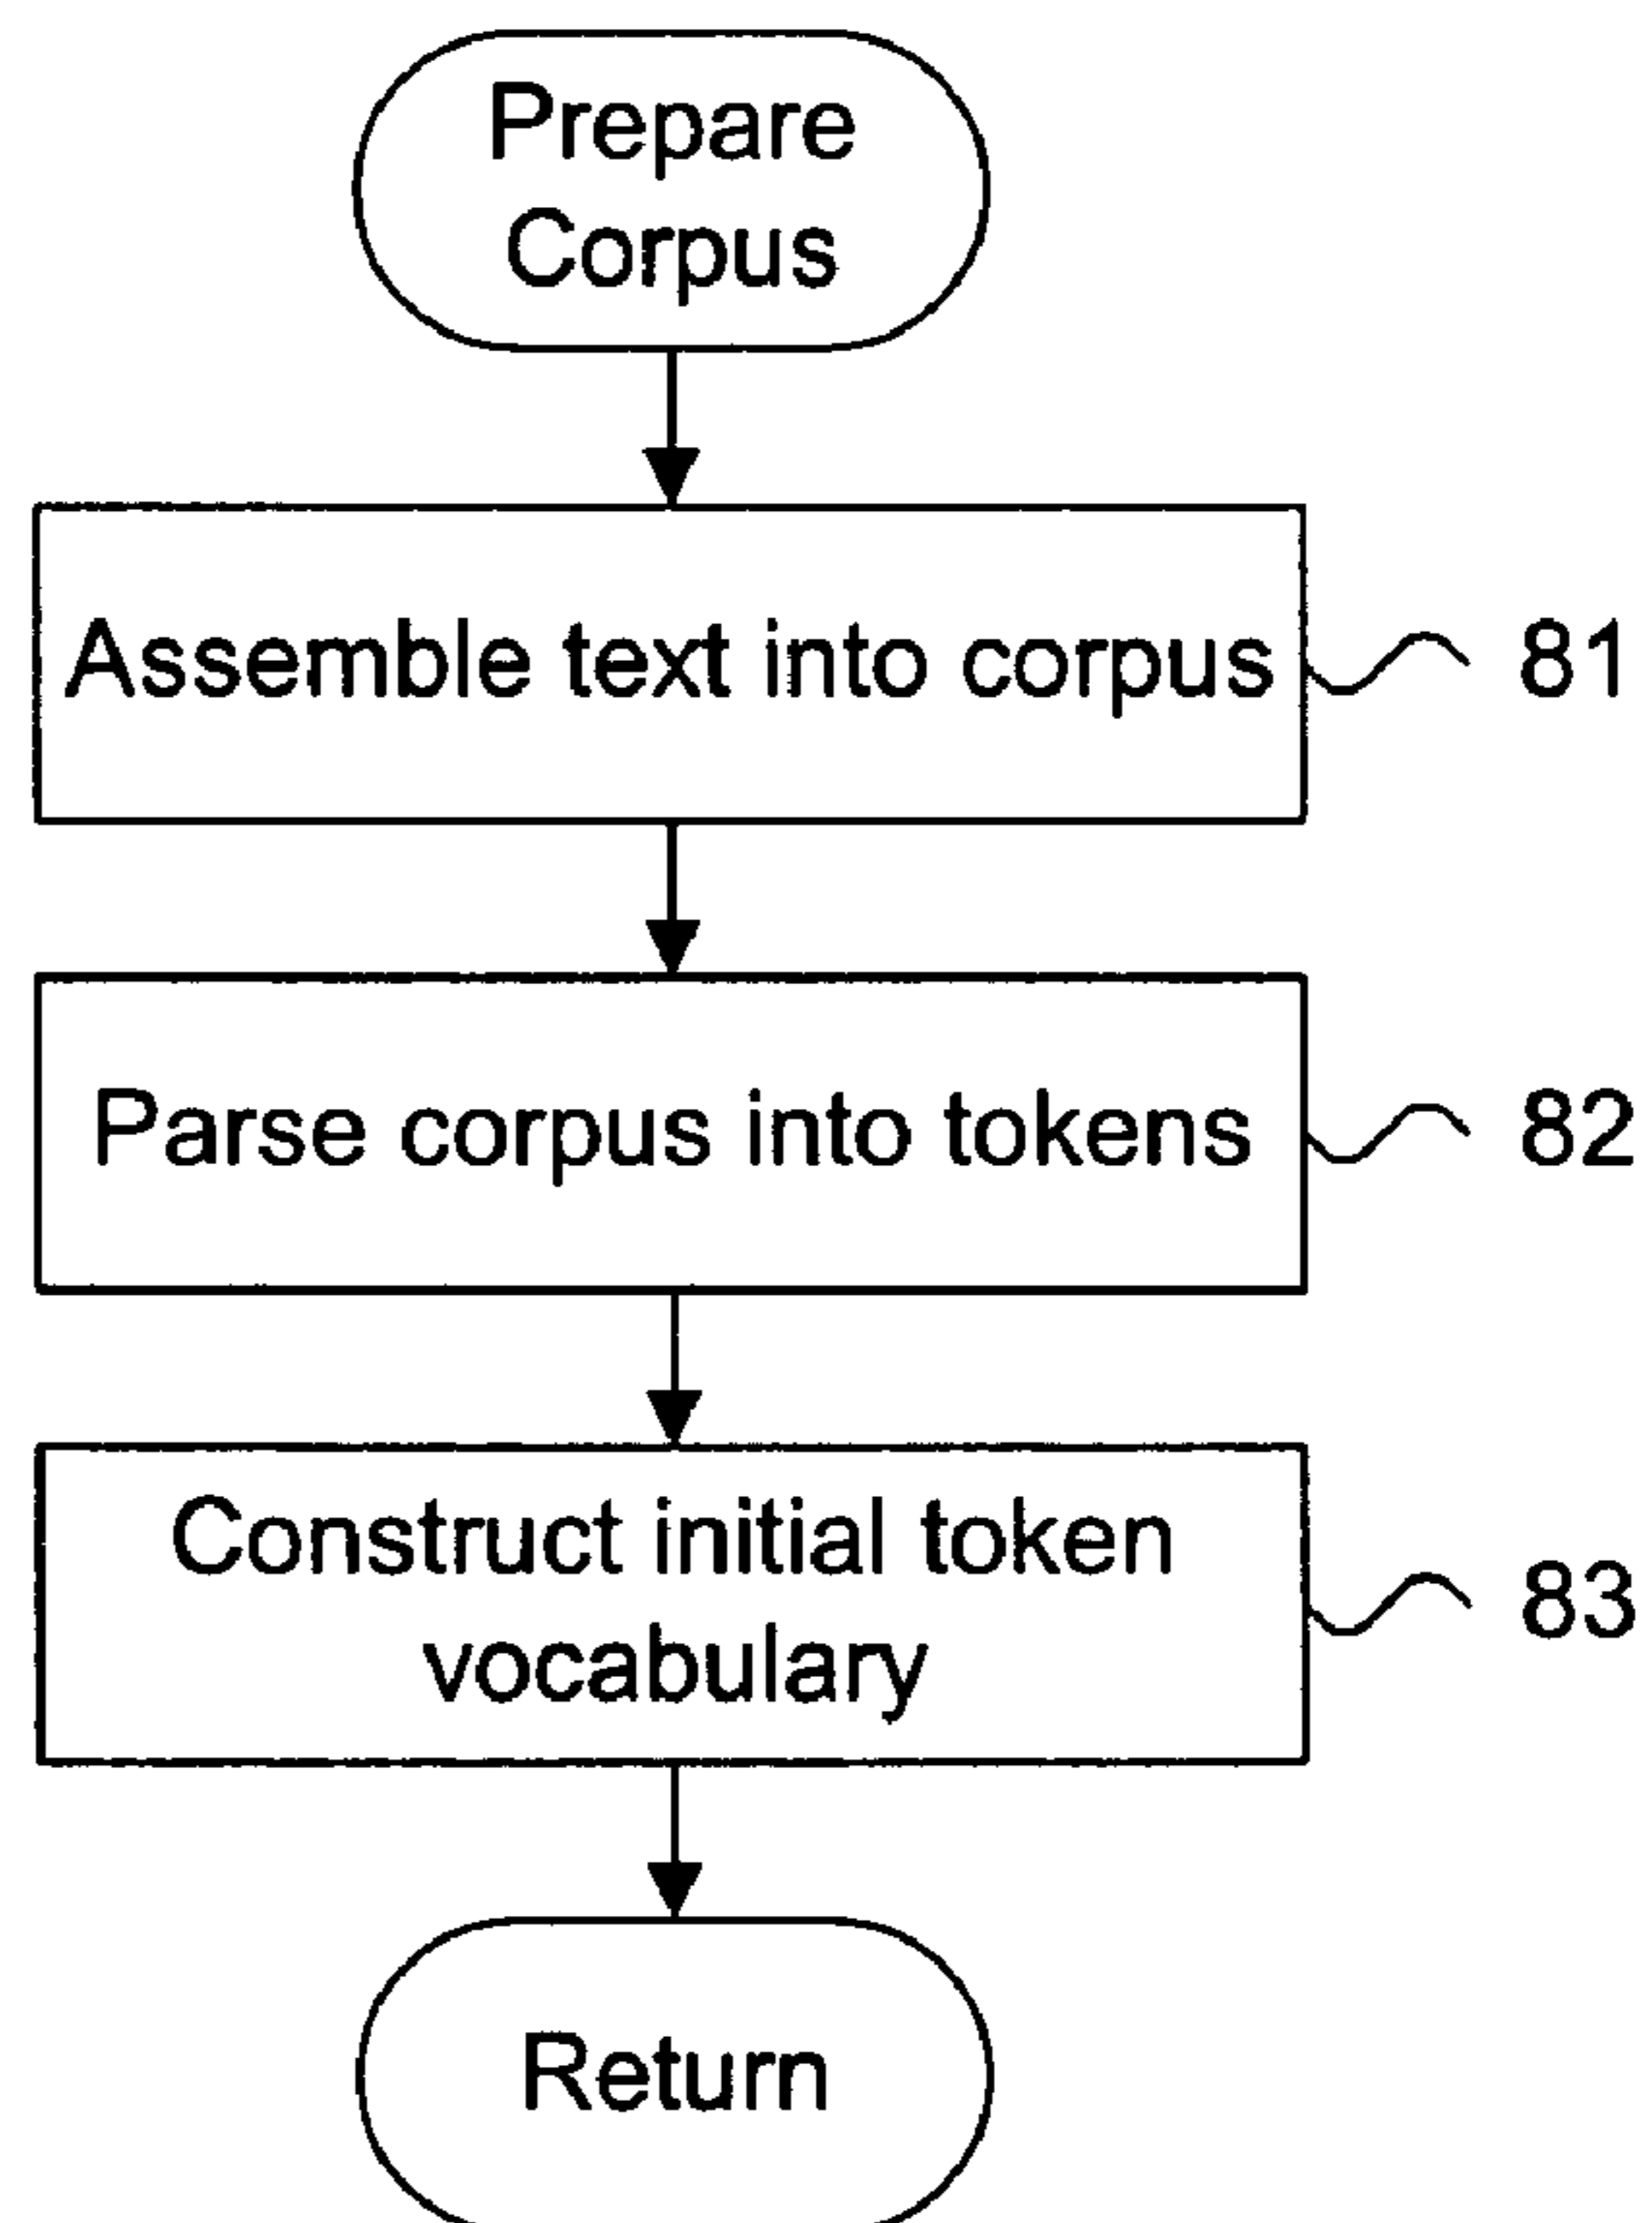 Prepare
Corpus
Assemble text into corpus
81
Parse corpus into tokens
82
Construct initial token
vocabulary
83
Return